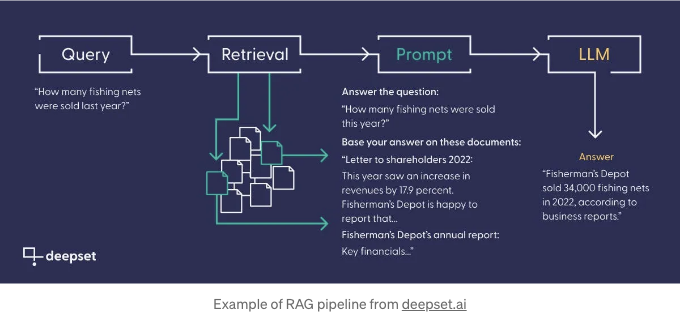 Query
Retrieval
Prompt
LLM
"How many fishing nets
were sold last year?"
Answer the question:
"How many fishing nets were sold
this year?"
Base your answer on these documents:
"Letter to shareholders 2022:
This year saw an increase in
revenues by 17.9 percent.
Fisherman's Depot is happy to
report that...
Fisherman's Depot's annual report:
Key financials..."
Answer
"Fisherman's Depot
sold 34,000 fishing nets
in 2022, according to
business reports."
deepset
Example of RAG pipeline from deepset.ai